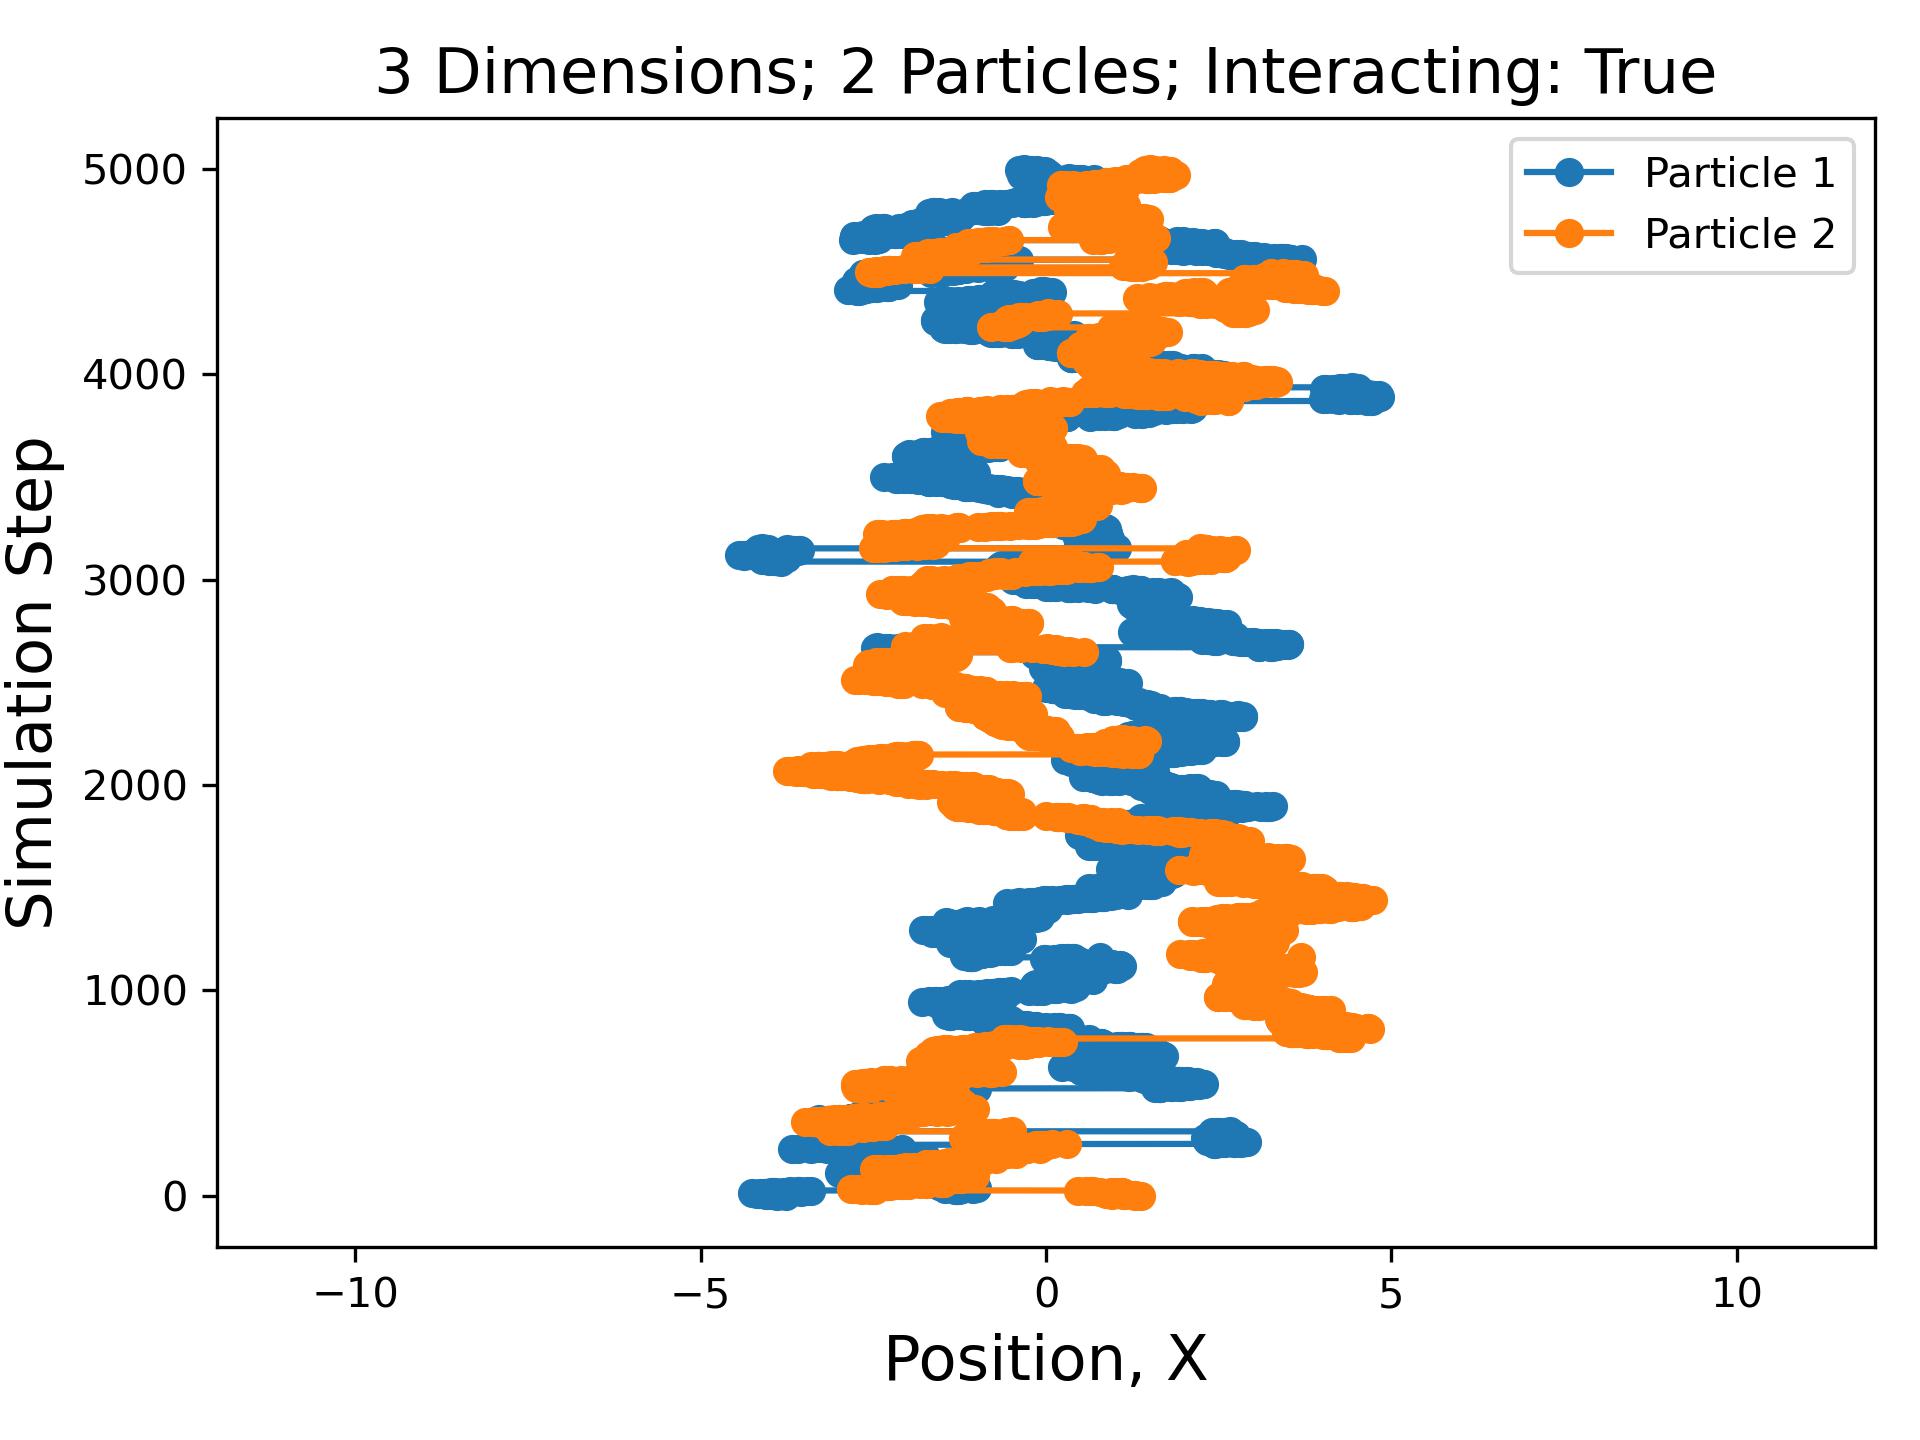 3 Dimensions; 2 Particles; Interacting: True
Particle 1
Particle 2
Simulation Step
5000
4000
3000
2000
1000
0
−10
−5
0
5
10
Position, X